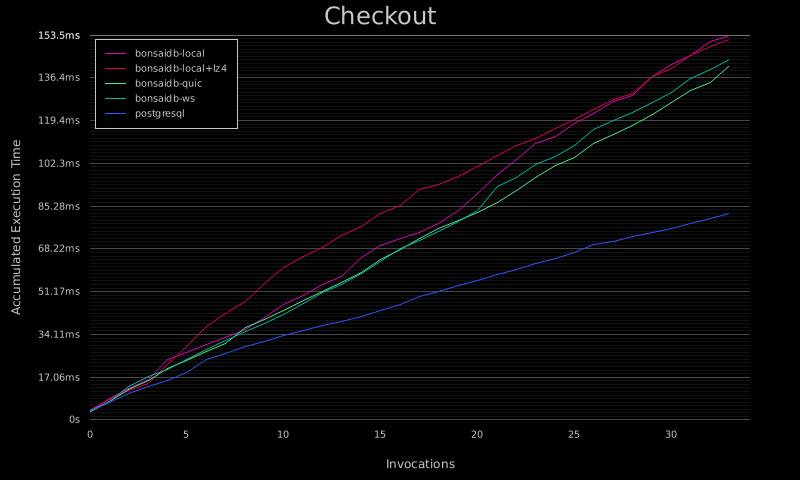 Checkout
153.5ms
136.4ms
119.4ms
102.3ms
85.28ms
68.22ms
51.17ms
34.11ms
17.06ms
0s
Accumulated Execution Time
bonsaidb-local
bonsaidb-local+lz4
bonsaidb-quic
bonsaidb-ws
postgresql
0 5 10 15 20 25 30
Invocations